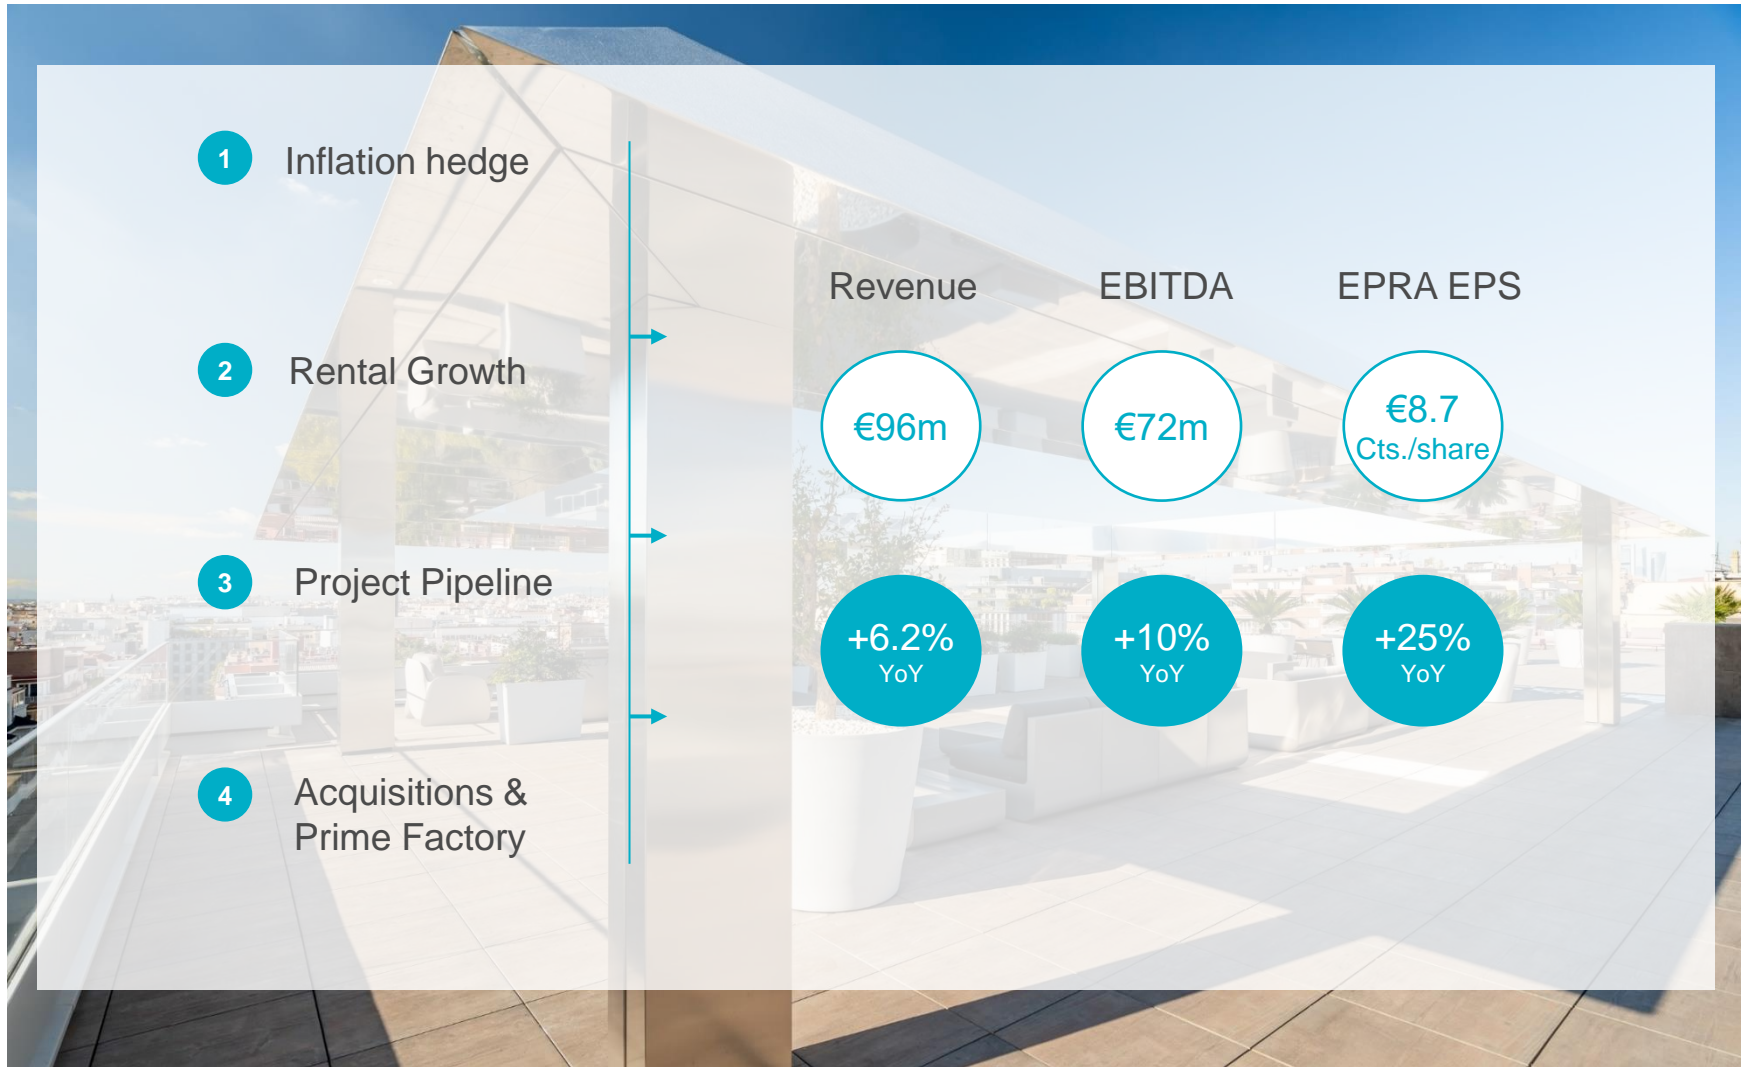 1
Inflation hedge
2
Rental Growth
3
Project Pipeline
4
Acquisitions &
Prime Factory
Revenue
EBITDA
EPRA EPS
€96m
€72m
€8.7
Cts./share
+6.2%
YoY
+10%
YoY
+25%
YoY